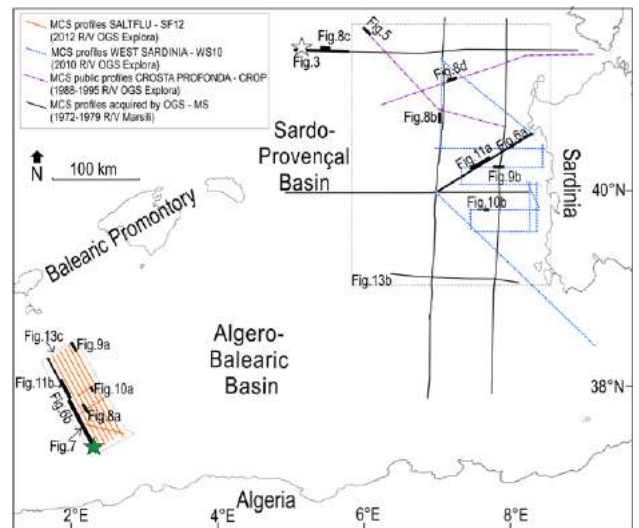 MCS profiles SALTFLU - SF12
(2012 R/V OGS Explora)
MCS profiles WEST SARDINIA - WS10
(2010 R/V OGS Explora)
MCS public profiles CROSTA PROFONDA - CROP
(1988-1995 R/V OGS Explora)
MCS profiles acquired by OGS - MS
(1972-1979 R/V Marsili)
Fig.8c
Fig.5
Fig.3
Fig.8d
Fig.8b
N
100 km
Sardo-
Provençal
Basin
Fig.6a
Fig.11a
Fig.9b
Sardinia
40°N
Fig.10b
Balearic Promontory
Fig.13b
Algero-
Balearic
Basin
Fig.13c
Fig.9a
38°N
Fig.11b
Fig.10a
Fig.6b
Fig.8a
Fig.7
Algeria
2°E
6°E
8°E